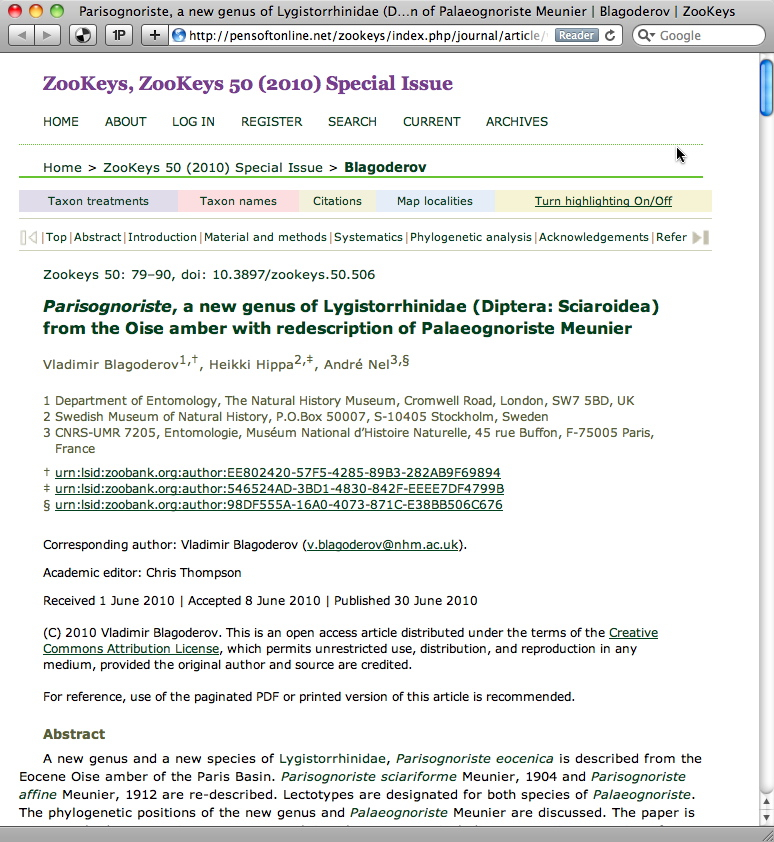 Parisognoriste, a new genus of Lygistorrhinidae (D...n of Palaeognoriste Meunier | Blagoderov | ZooKeys
1P + http://pensoftonline.net/zookeys/index.php/journal/article/ Reader Google
ZooKeys, ZooKeys 50 (2010) Special Issue
HOME ABOUT LOG IN REGISTER SEARCH CURRENT ARCHIVES
Home > ZooKeys 50 (2010) Special Issue > Blagoderov
Taxon treatments Taxon names Citations Map localities Turn highlighting On/Off
|Top|Abstract|Introduction|Material and methods|Systematics|Phylogenetic analysis|Acknowledgements|Refer
Zookeys 50: 79–90, doi: 10.3897/zookeys.50.506
Parisognoriste, a new genus of Lygistorrhinidae (Diptera: Sciaroidea)
from the Oise amber with redescription of Palaeognoriste Meunier
Vladimir Blagoderov1,†, Heikki Hippa2,‡, André Nel3,§
1 Department of Entomology, The Natural History Museum, Cromwell Road, London, SW7 5BD, UK
2 Swedish Museum of Natural History, P.O.Box 50007, S-10405 Stockholm, Sweden
3 CNRS-UMR 7205, Entomologie, Muséum National d’Histoire Naturelle, 45 rue Buffon, F-75005 Paris,
France
† urn:lsid:zoobank.org:author:EE802420-57F5-4285-89B3-282AB9F69894
‡ urn:lsid:zoobank.org:author:546524AD-3BD1-4830-842F-EEEE7DF4799B
§ urn:lsid:zoobank.org:author:98DF555A-16A0-4073-871C-E38BB506C676
Corresponding author: Vladimir Blagoderov (v.blagoderov@nhm.ac.uk).
Academic editor: Chris Thompson
Received 1 June 2010 | Accepted 8 June 2010 | Published 30 June 2010
(C) 2010 Vladimir Blagoderov. This is an open access article distributed under the terms of the Creative
Commons Attribution License, which permits unrestricted use, distribution, and reproduction in any
medium, provided the original author and source are credited.
For reference, use of the paginated PDF or printed version of this article is recommended.
Abstract
A new genus and a new species of Lygistorrhinidae, Parisognoriste eocenica is described from the
Eocene Oise amber of the Paris Basin. Parisognoriste sciariforme Meunier, 1904 and Parisognoriste
affine Meunier, 1912 are re-described. Lectotypes are designated for both species of Palaeognoriste.
The phylogenetic positions of the new genus and Palaeognoriste Meunier are discussed. The paper is